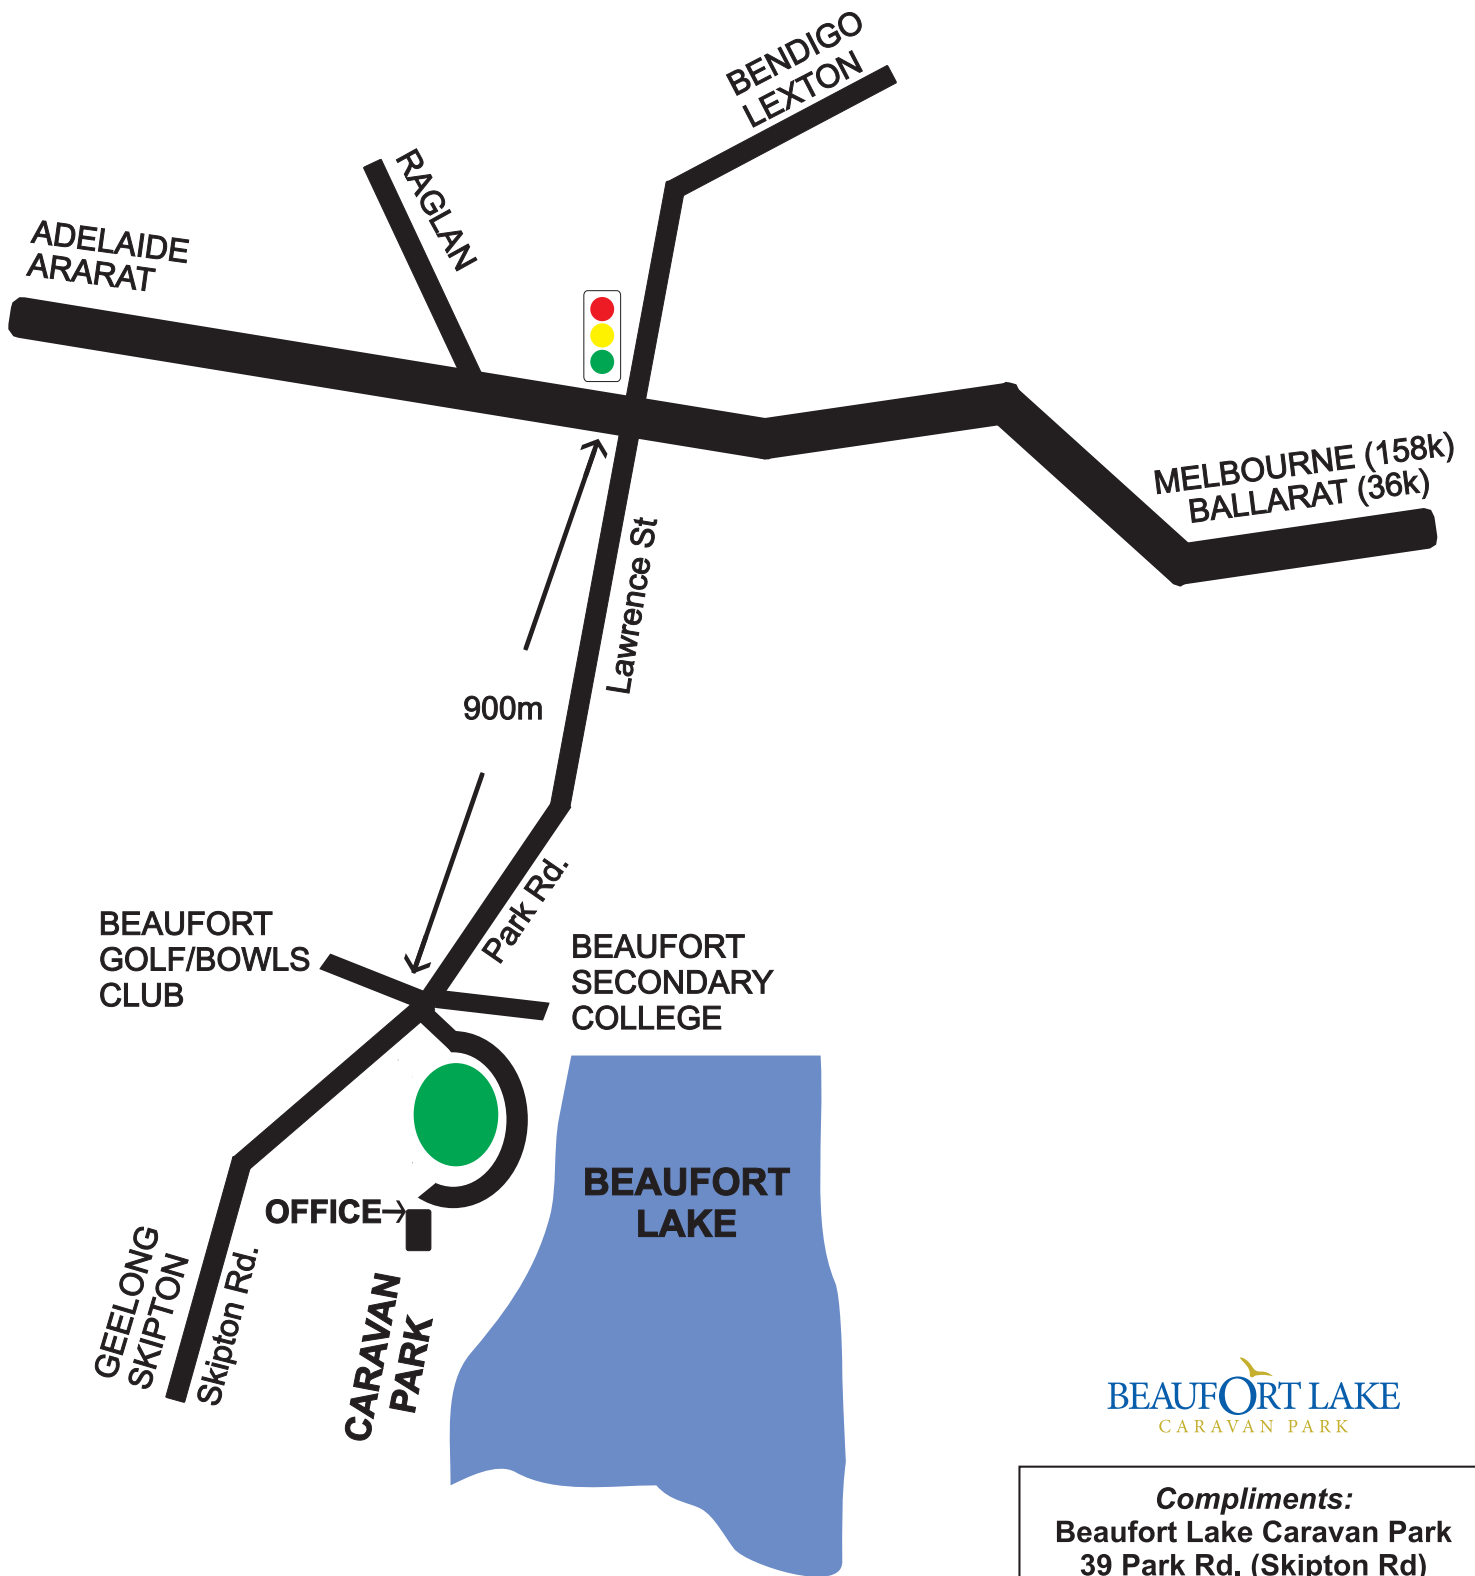 BENDIGO
LEXTON
RAGLAN
ADELAIDE
ARARAT
MELBOURNE (158k)
BALLARAT (36k)
Lawrence St
900m
Park Rd.
BEAUFORT
GOLF/BOWLS
CLUB
BEAUFORT
SECONDARY
COLLEGE
BEAUFORT
LAKE
OFFICE
GEELONG
SKIPTON
Skipton Rd.
CARAVAN
PARK
BEAUFORT LAKE
CARAVAN PARK
Compliments:
Beaufort Lake Caravan Park
39 Park Rd, (Skipton Rd)